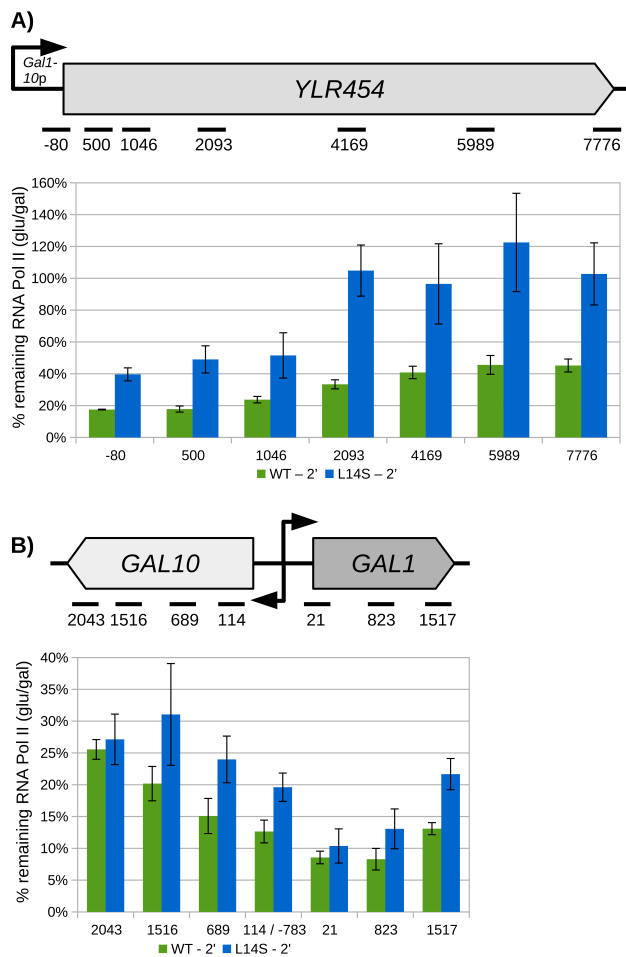 A)
Gal1-
10p
YLR454
-80 500 1046 2093 4169 5989 7776
% remaining RNA Pol II (glu/gal)
160%
140%
120%
100%
80%
60%
40%
20%
0%
-80 500 1046 2093 4169 5989 7776
WT – 2' L14S – 2'
B)
GAL10 GAL1
2043 1516 689 114 21 823 1517
% remaining RNA Pol II (glu/gal)
40%
35%
30%
25%
20%
15%
10%
5%
0%
2043 1516 689 114 / -783 21 823 1517
WT - 2' L14S - 2'